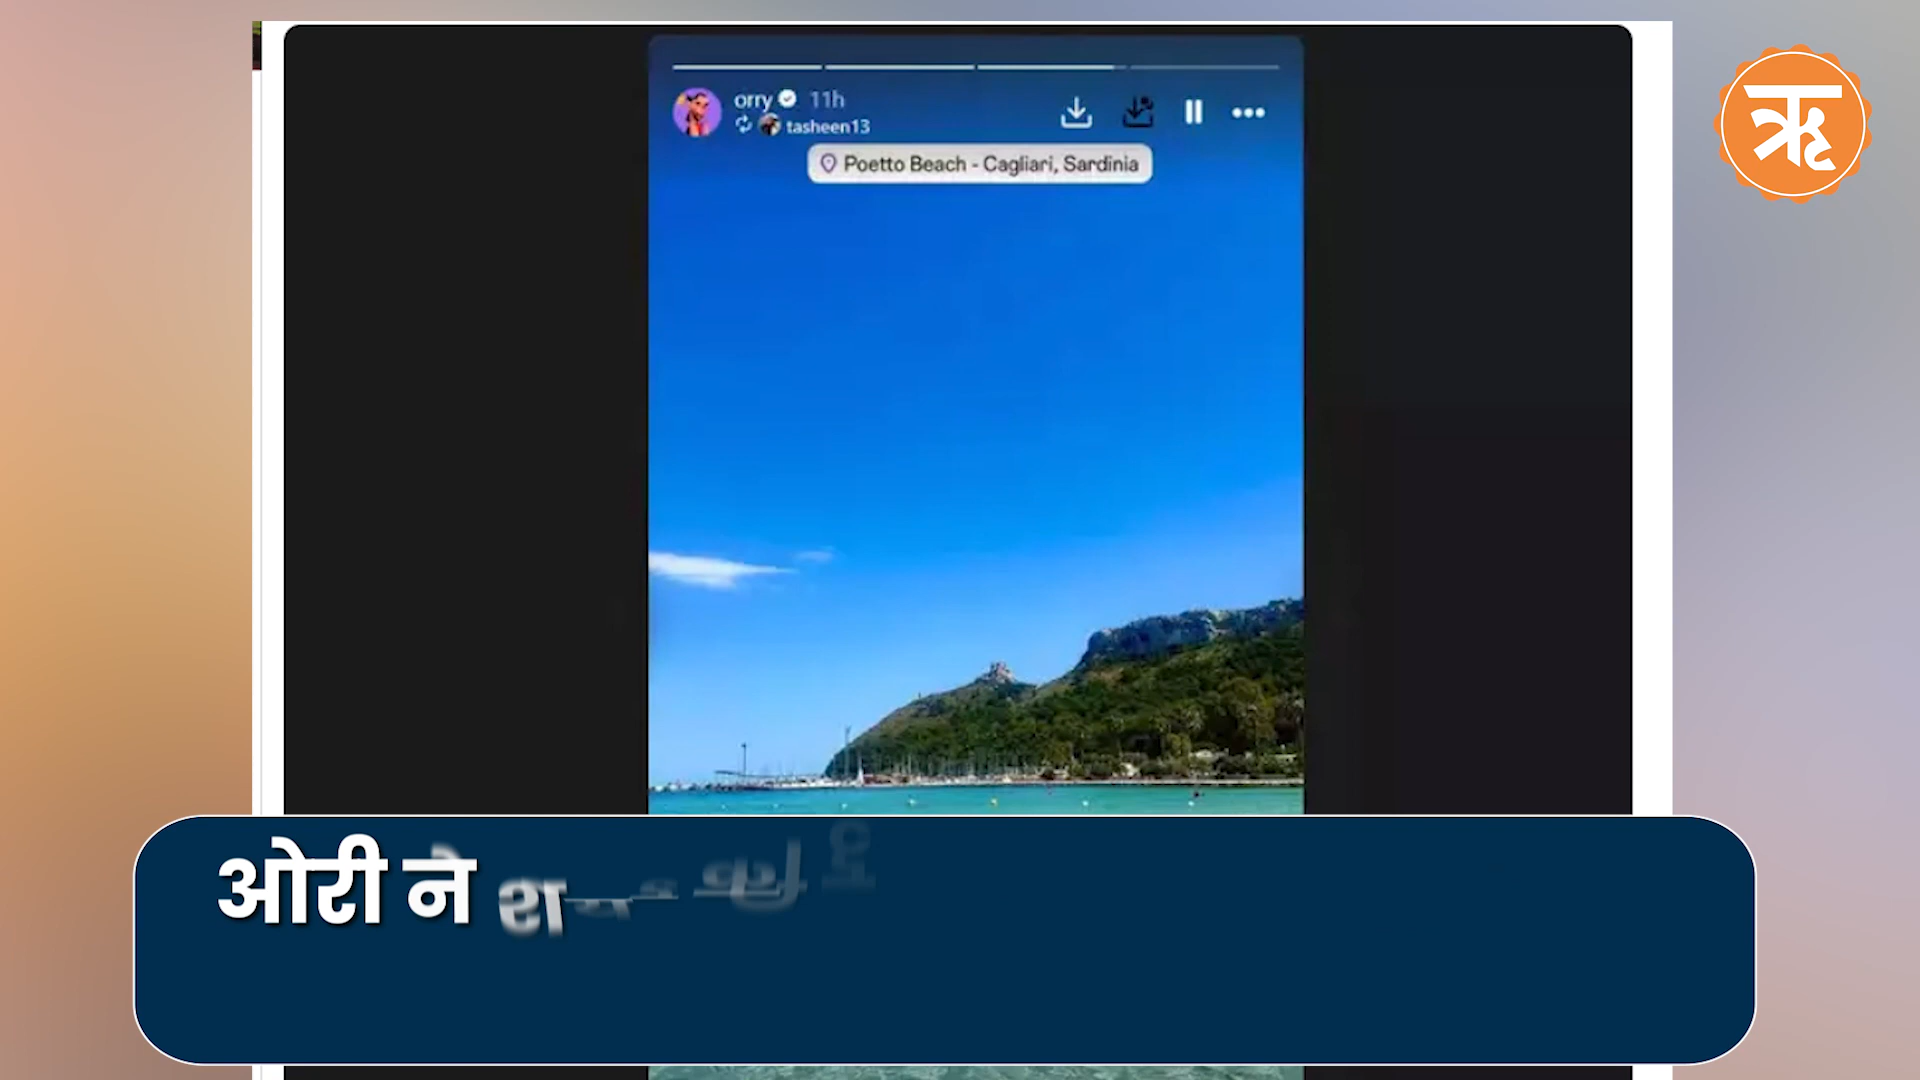 orry 11h
tasheen13
Poetto Beach - Cagliari, Sardinia
ऋ
ओरी ने